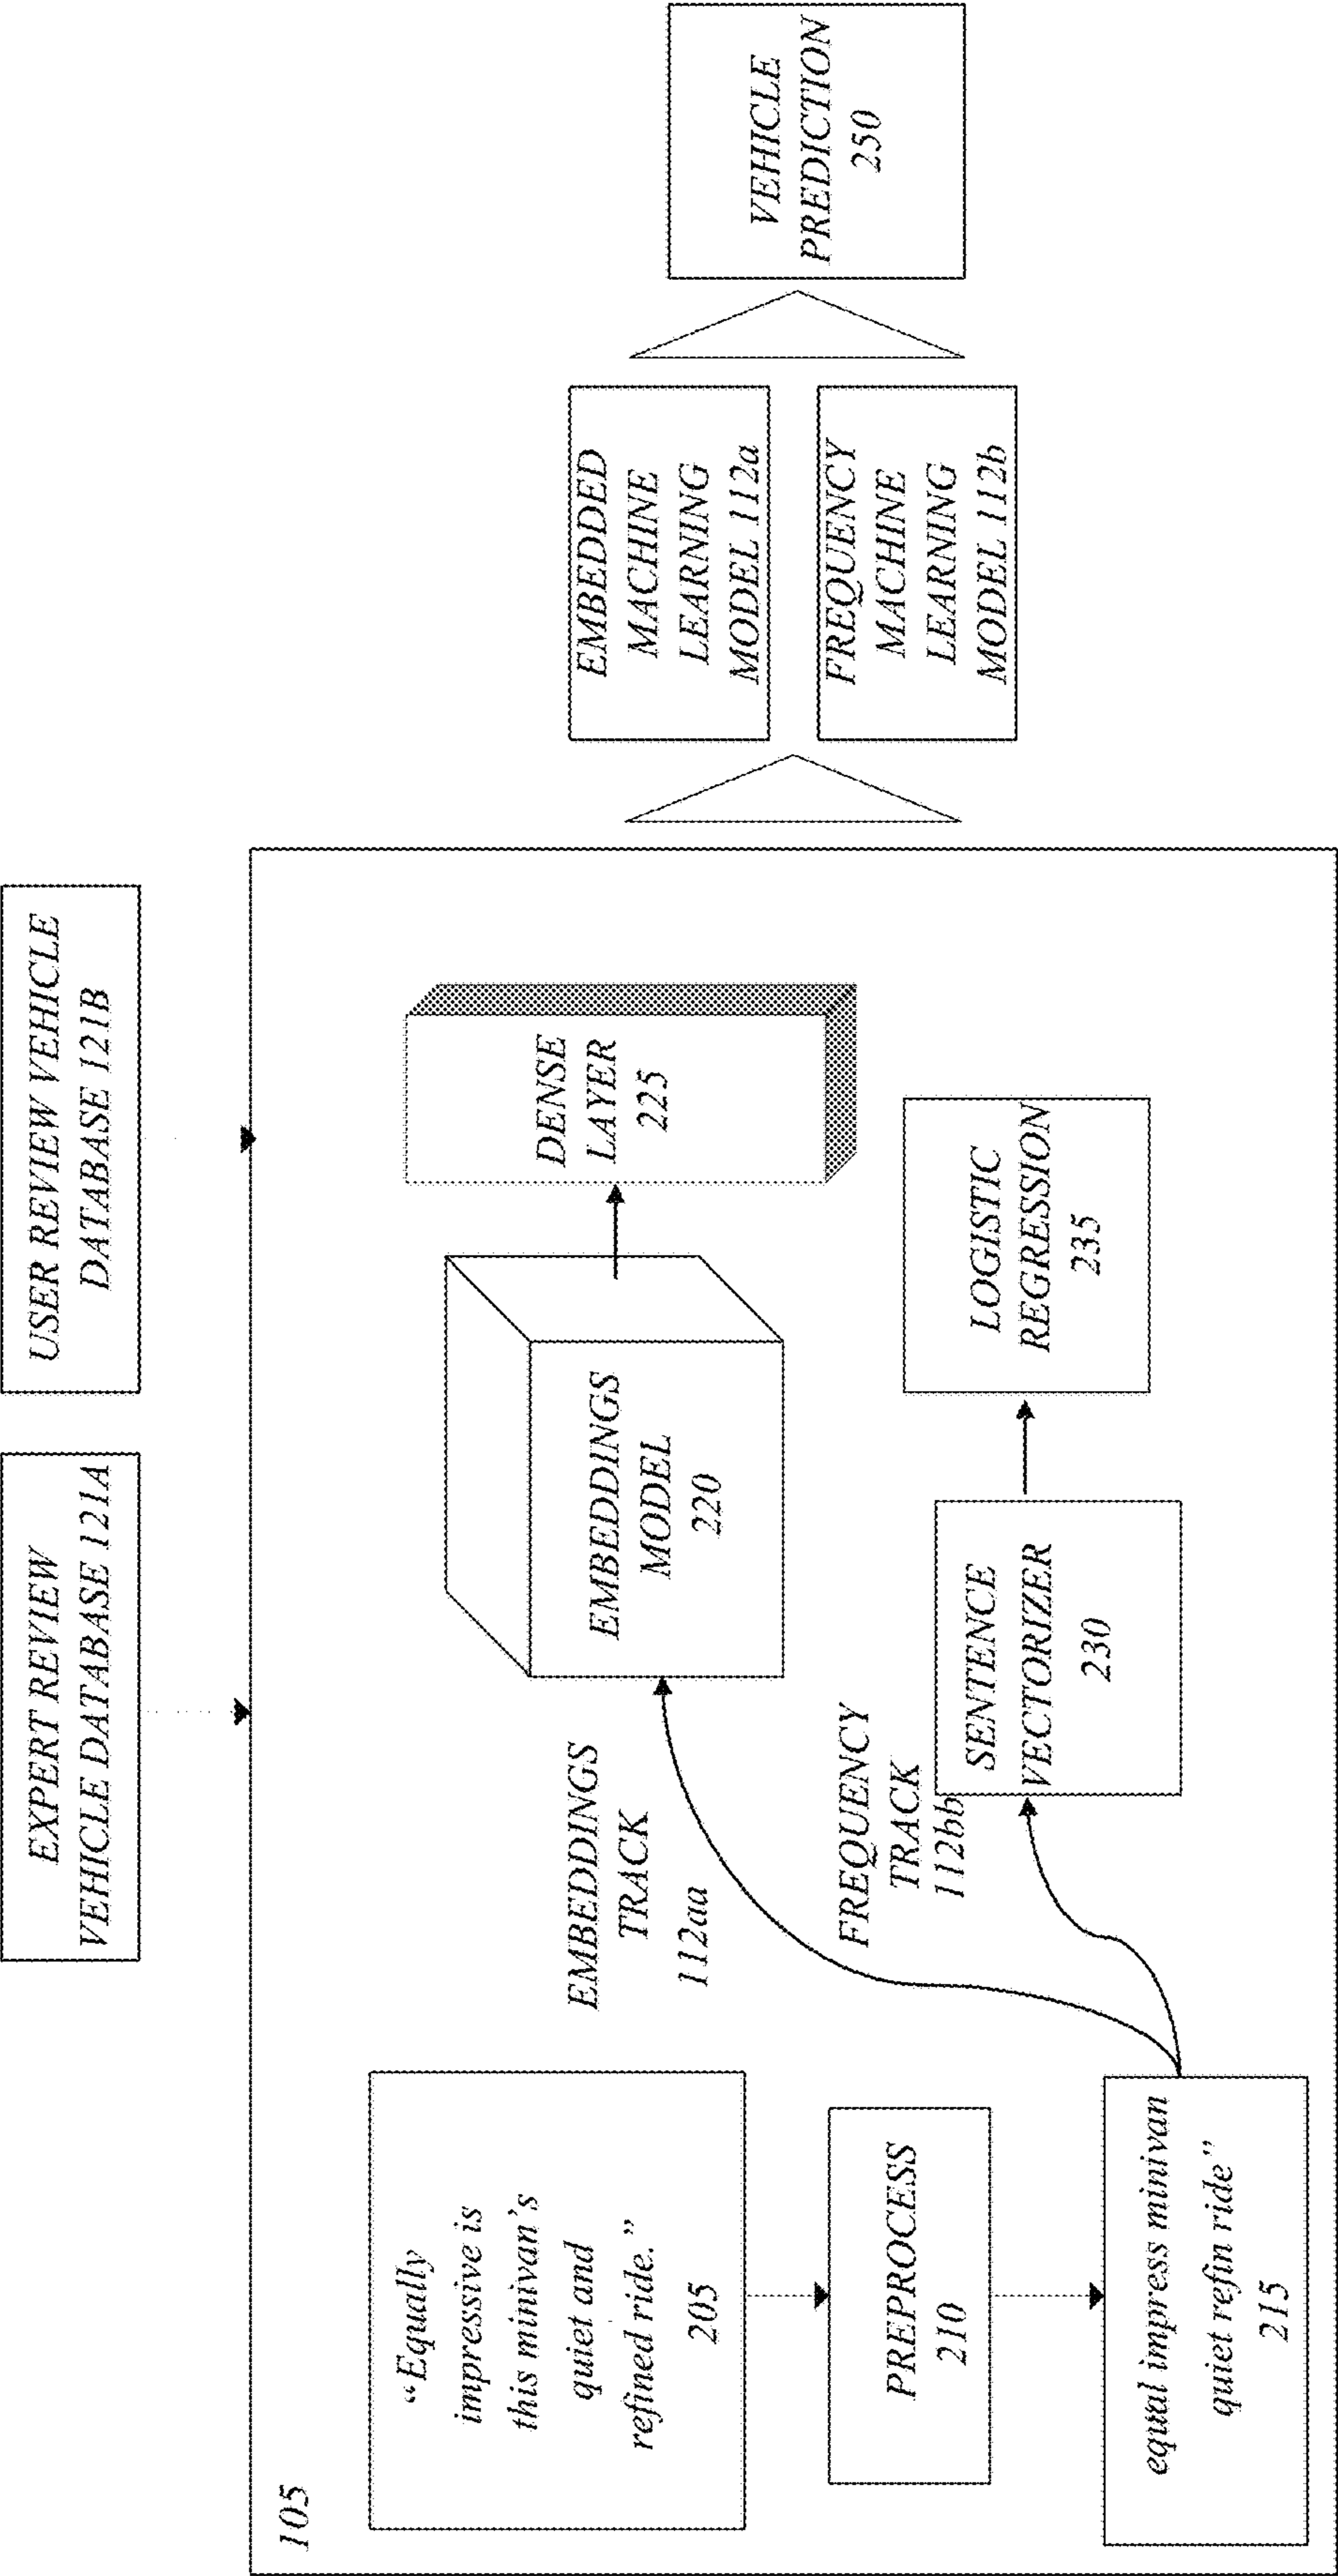 EXPERT REVIEW
VEHICLE DATABASE 121A
USER REVIEW VEHICLE
DATABASE 121B
105
“Equally
impressive is
this minivan’s
quiet and
refined ride.”
205
PREPROCESS
210
equal impress minivan
quiet refin ride”
215
EMBEDDINGS
TRACK
112aa
FREQUENCY
TRACK
112bb
EMBEDDINGS
MODEL
220
DENSE
LAYER
225
SENTENCE
VECTORIZER
230
LOGISTIC
REGRESSION
235
EMBEDDED
MACHINE
LEARNING
MODEL 112a
FREQUENCY
MACHINE
LEARNING
MODEL 112b
VEHICLE
PREDICTION
250